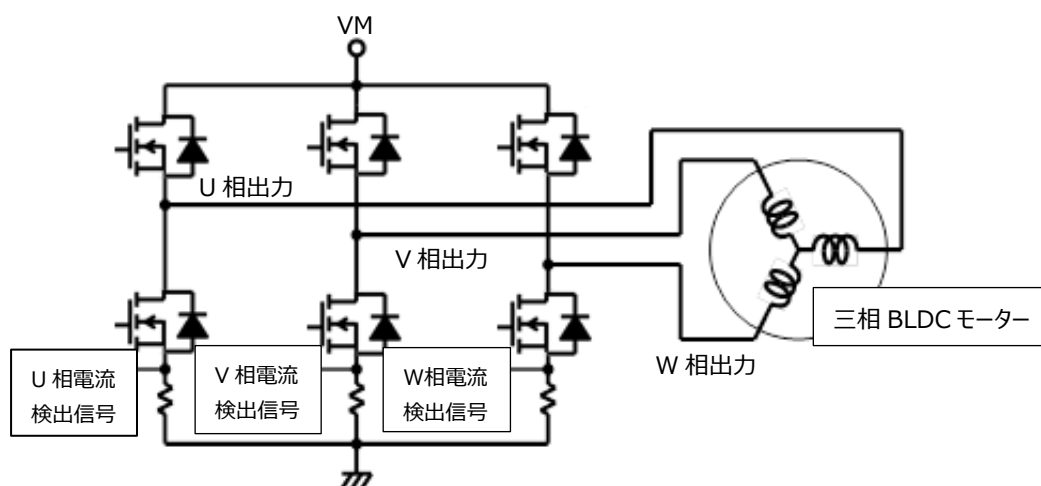 VM
U 相出力
V 相出力
三相 BLDC モーター
W 相出力
U 相電流
検出信号
V 相電流
検出信号
W相電流
検出信号